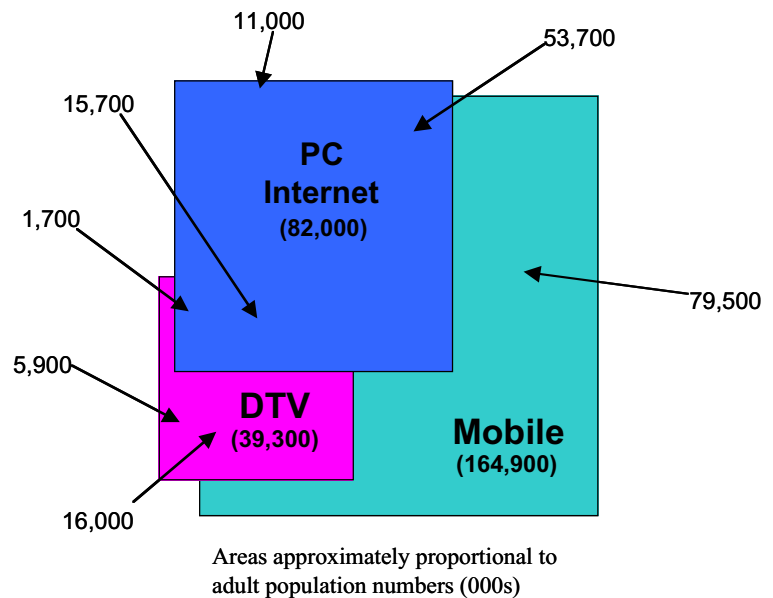 11,000
53,700
15,700
PC
Internet
(82,000)
1,700
79,500
5,900
DTV
(39,300)
Mobile
(164,900)
16,000
Areas approximately proportional to
adult population numbers (000s)